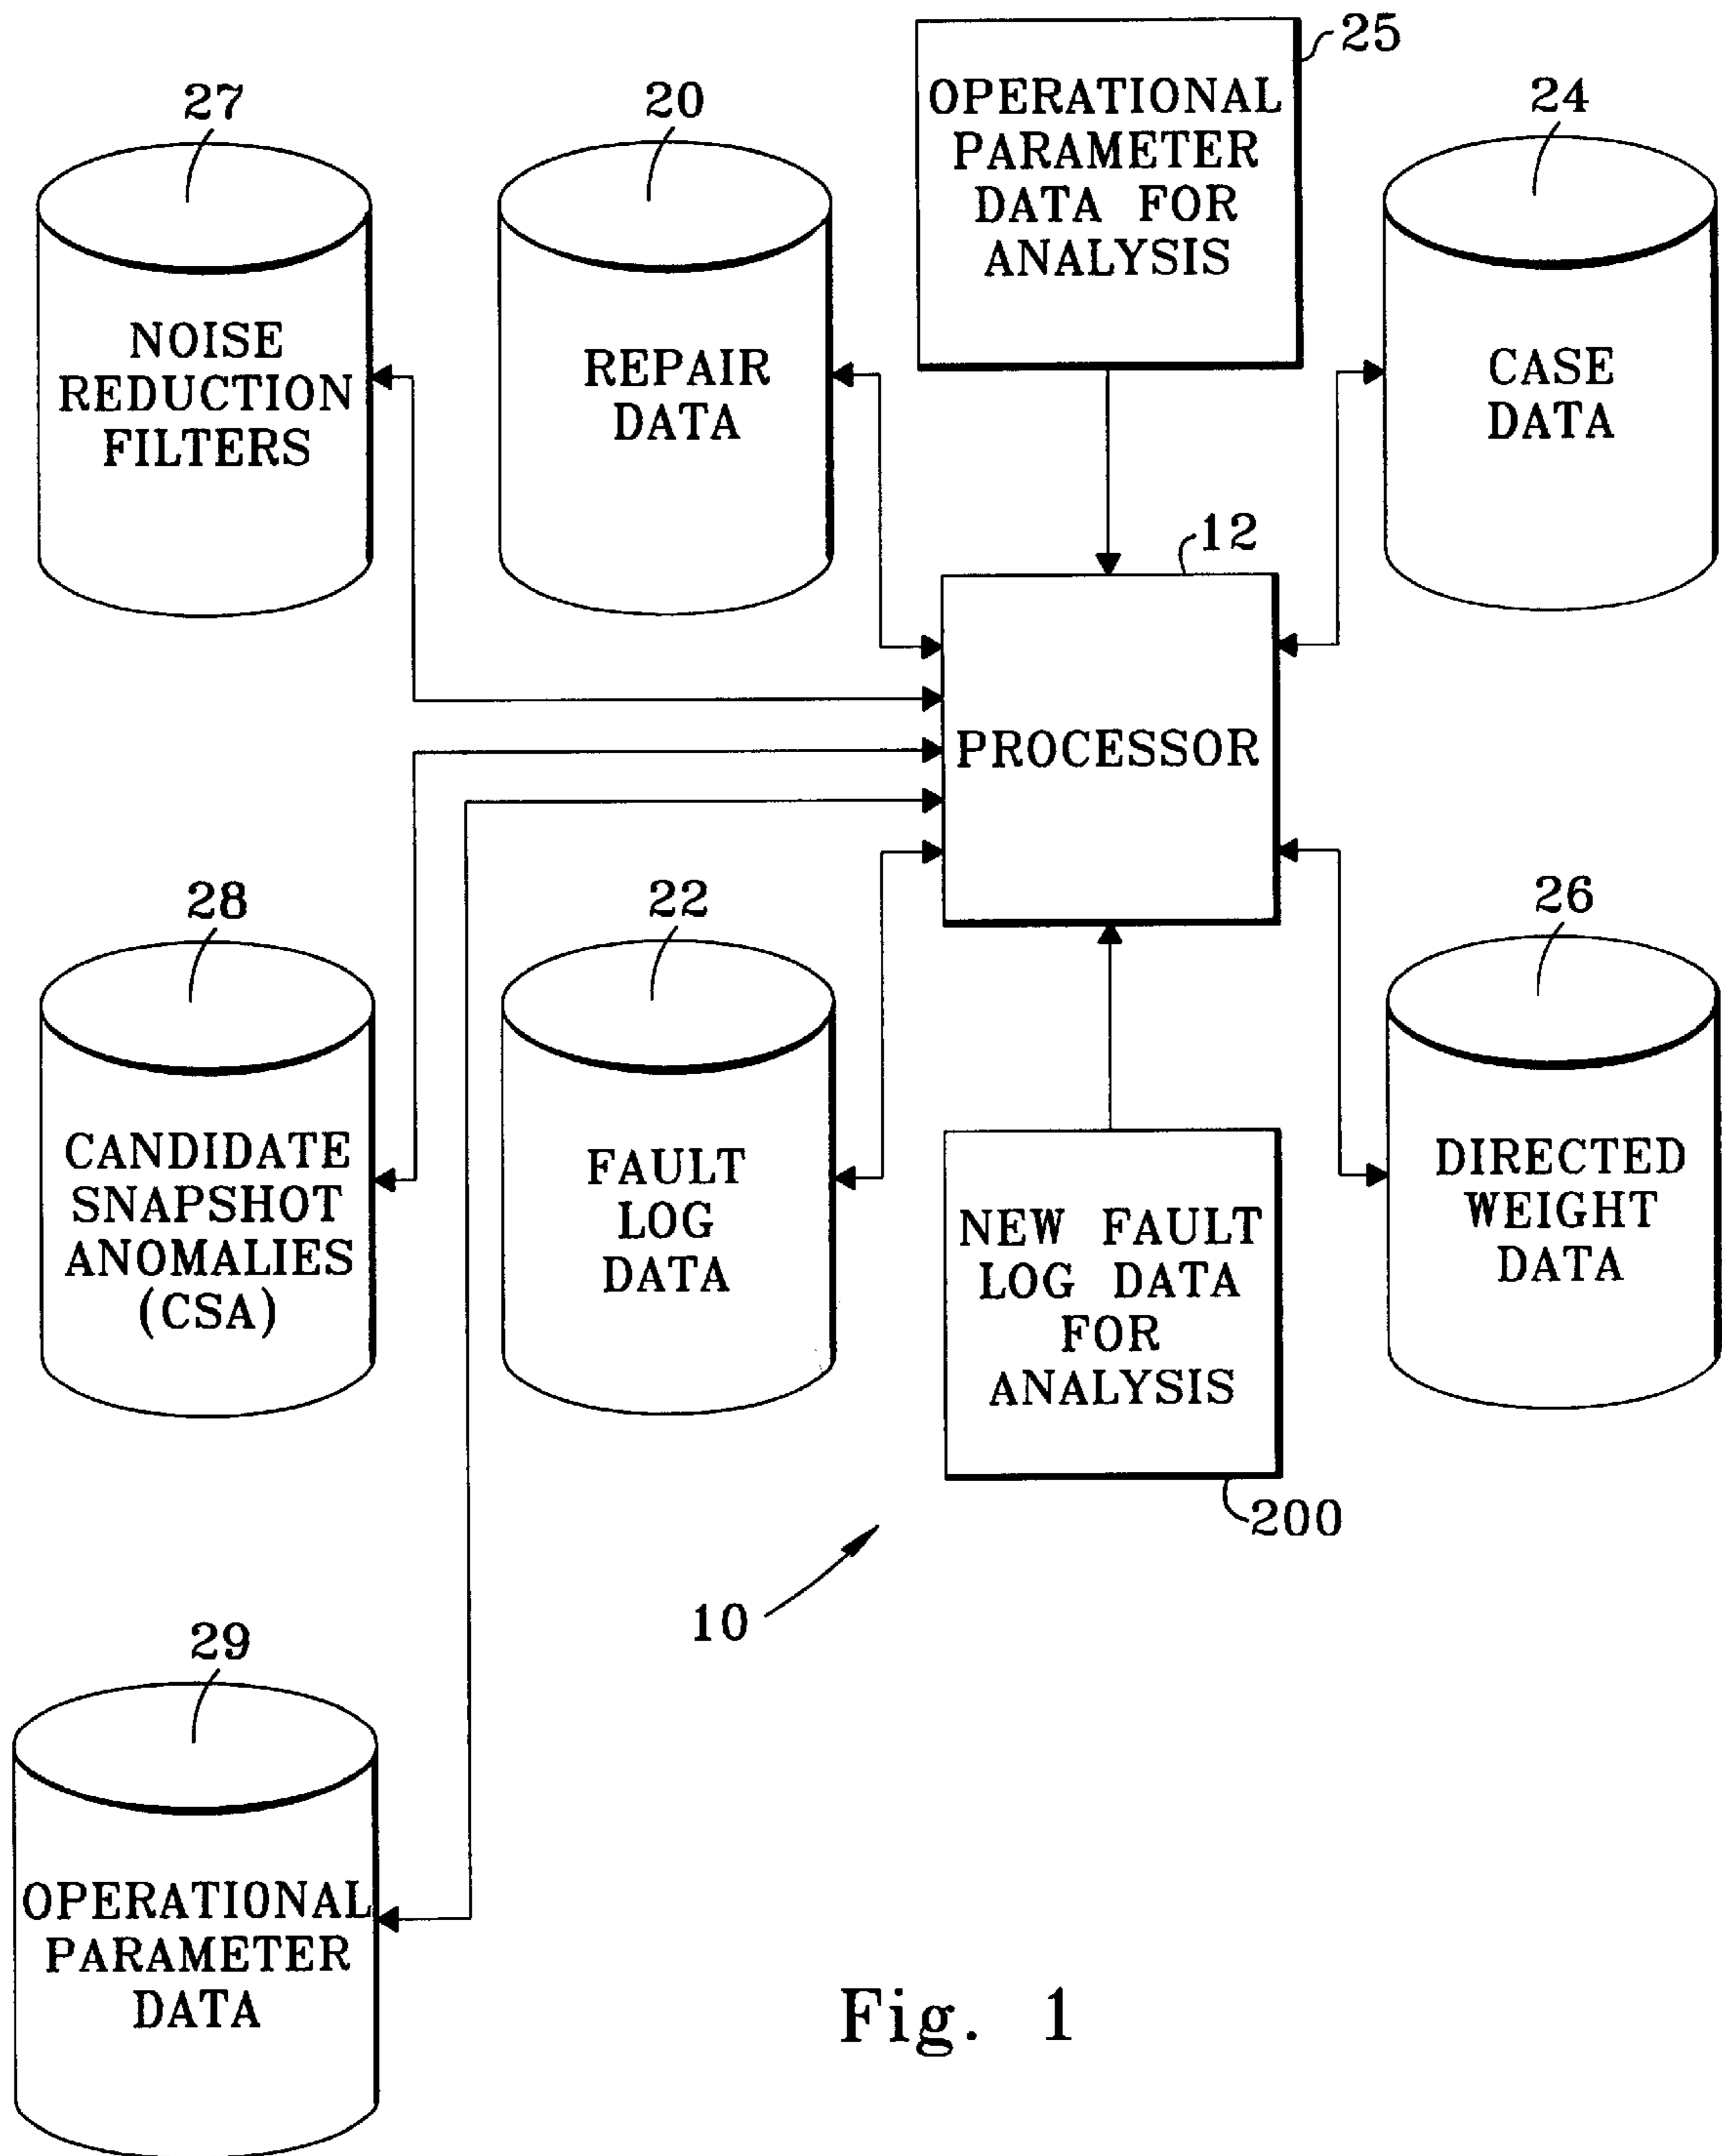 25
27
20
24
OPERATIONAL
PARAMETER
DATA FOR
ANALYSIS
NOISE
REDUCTION
FILTERS
REPAIR
DATA
CASE
DATA
12
PROCESSOR
28
22
26
CANDIDATE
SNAPSHOT
ANOMALIES
(CSA)
FAULT
LOG
DATA
NEW FAULT
LOG DATA
FOR
ANALYSIS
DIRECTED
WEIGHT
DATA
200
10
29
OPERATIONAL
PARAMETER
DATA
Fig. 1